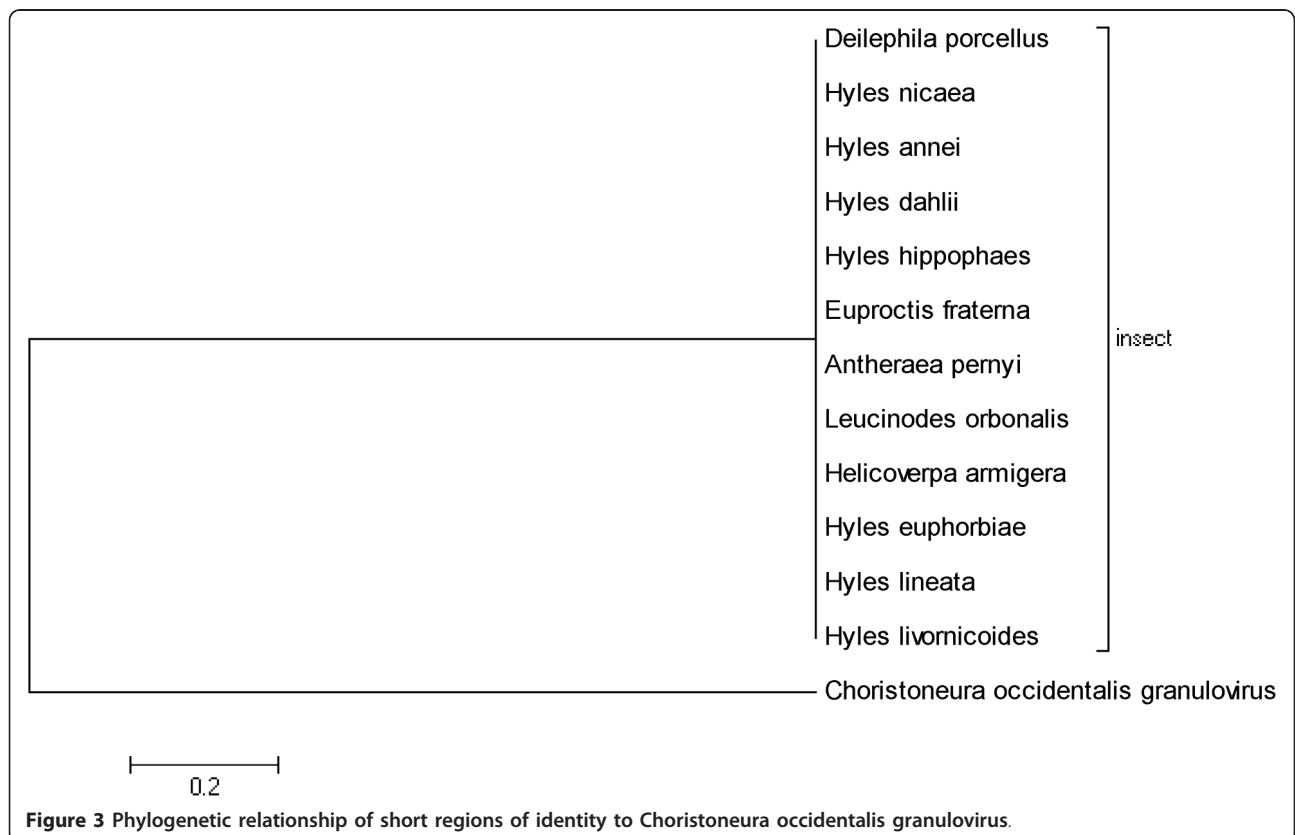 Deilephila porcellus
Hyles nicaea
Hyles annei
Hyles dahlii
Hyles hippophaes
Euproctis fraterna
Antheraea pernyi
Leucinodes orbonalis
Helicoverpa armigera
Hyles euphorbiae
Hyles lineata
Hyles livornicoides
insect
Choristoneura occidentalis granulovirus
0.2
Figure 3 Phylogenetic relationship of short regions of identity to Choristoneura occidentalis granulovirus.